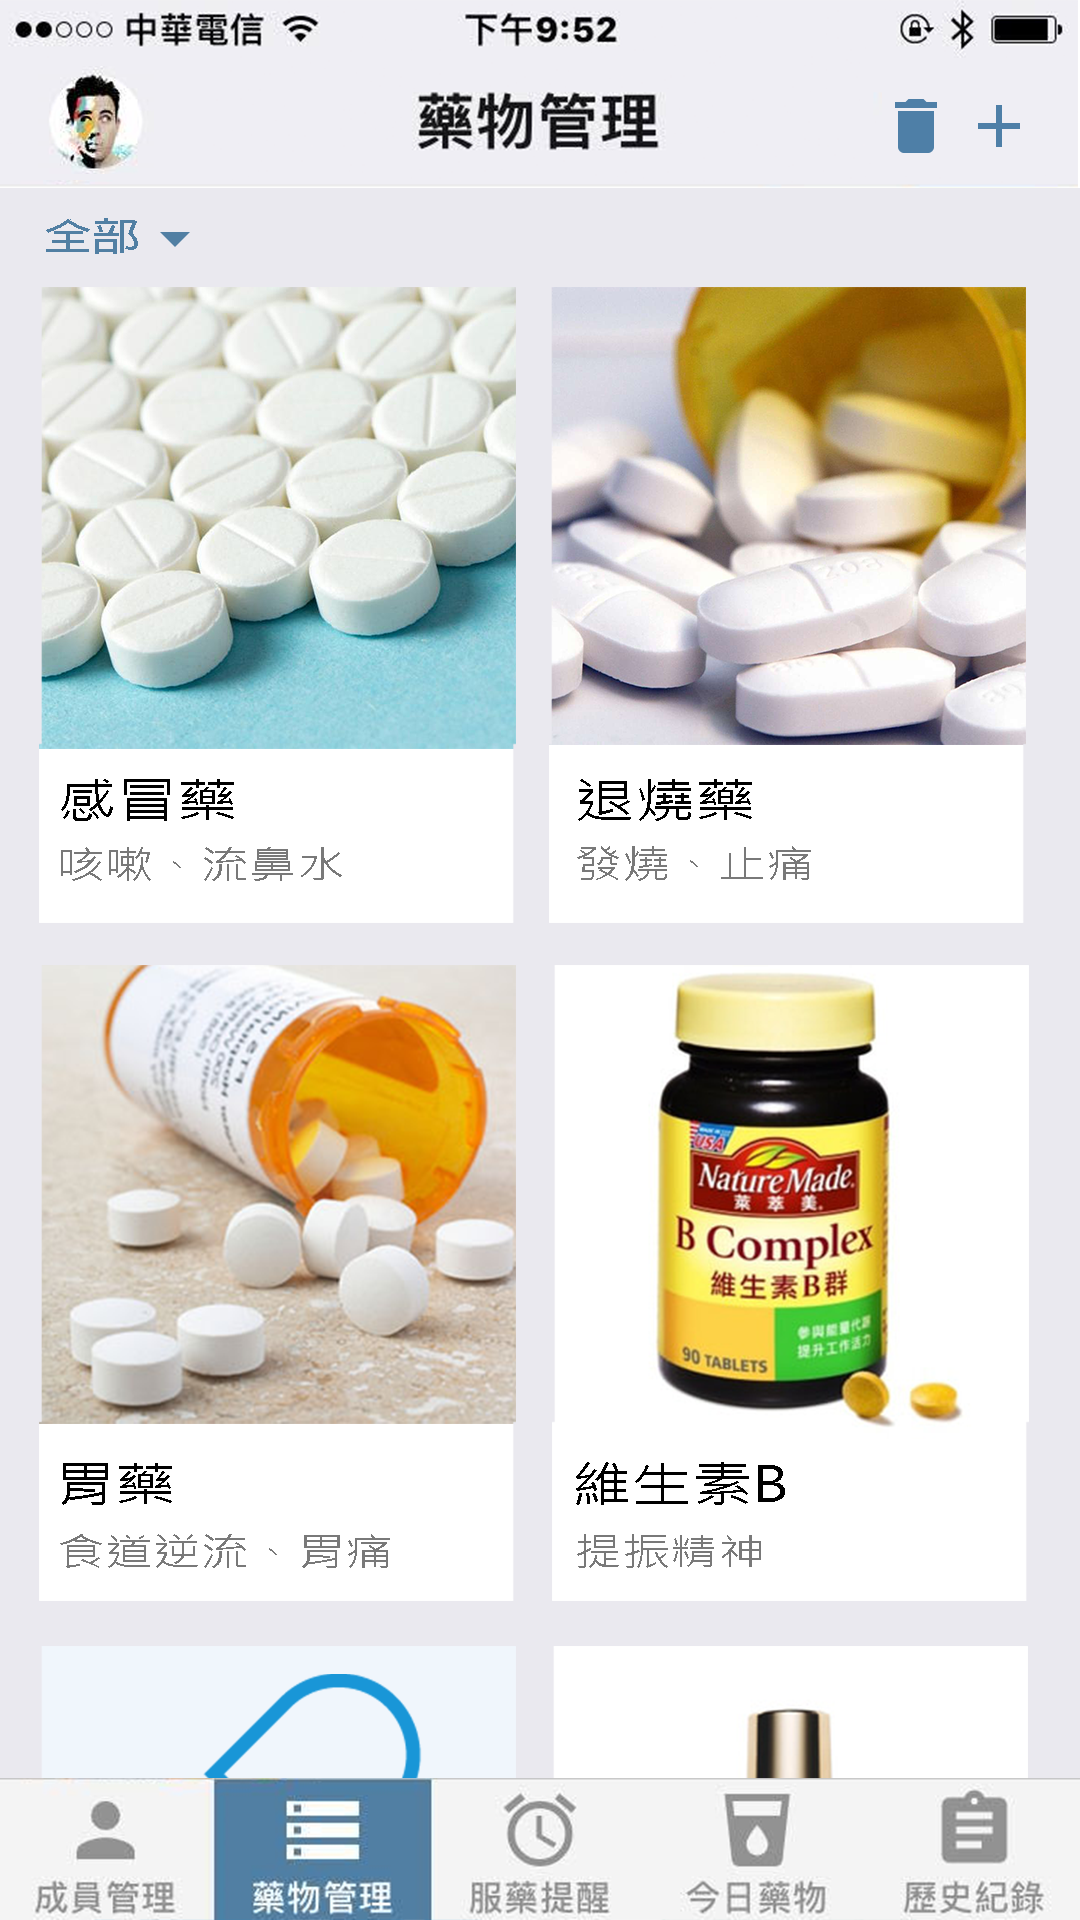 中華電信
下午9:52
藥物管理
全部
感冒藥
咳嗽、流鼻水
退燒藥
發燒、止痛
胃藥
食道逆流、胃痛
MADE IN
USA
Nature Made
萊萃美
B Complex
維生素B群
參與能量代謝
提升工作活力
90 TABLETS
維生素B
提振精神
成員管理
藥物管理
服藥提醒
今日藥物
歷史紀錄